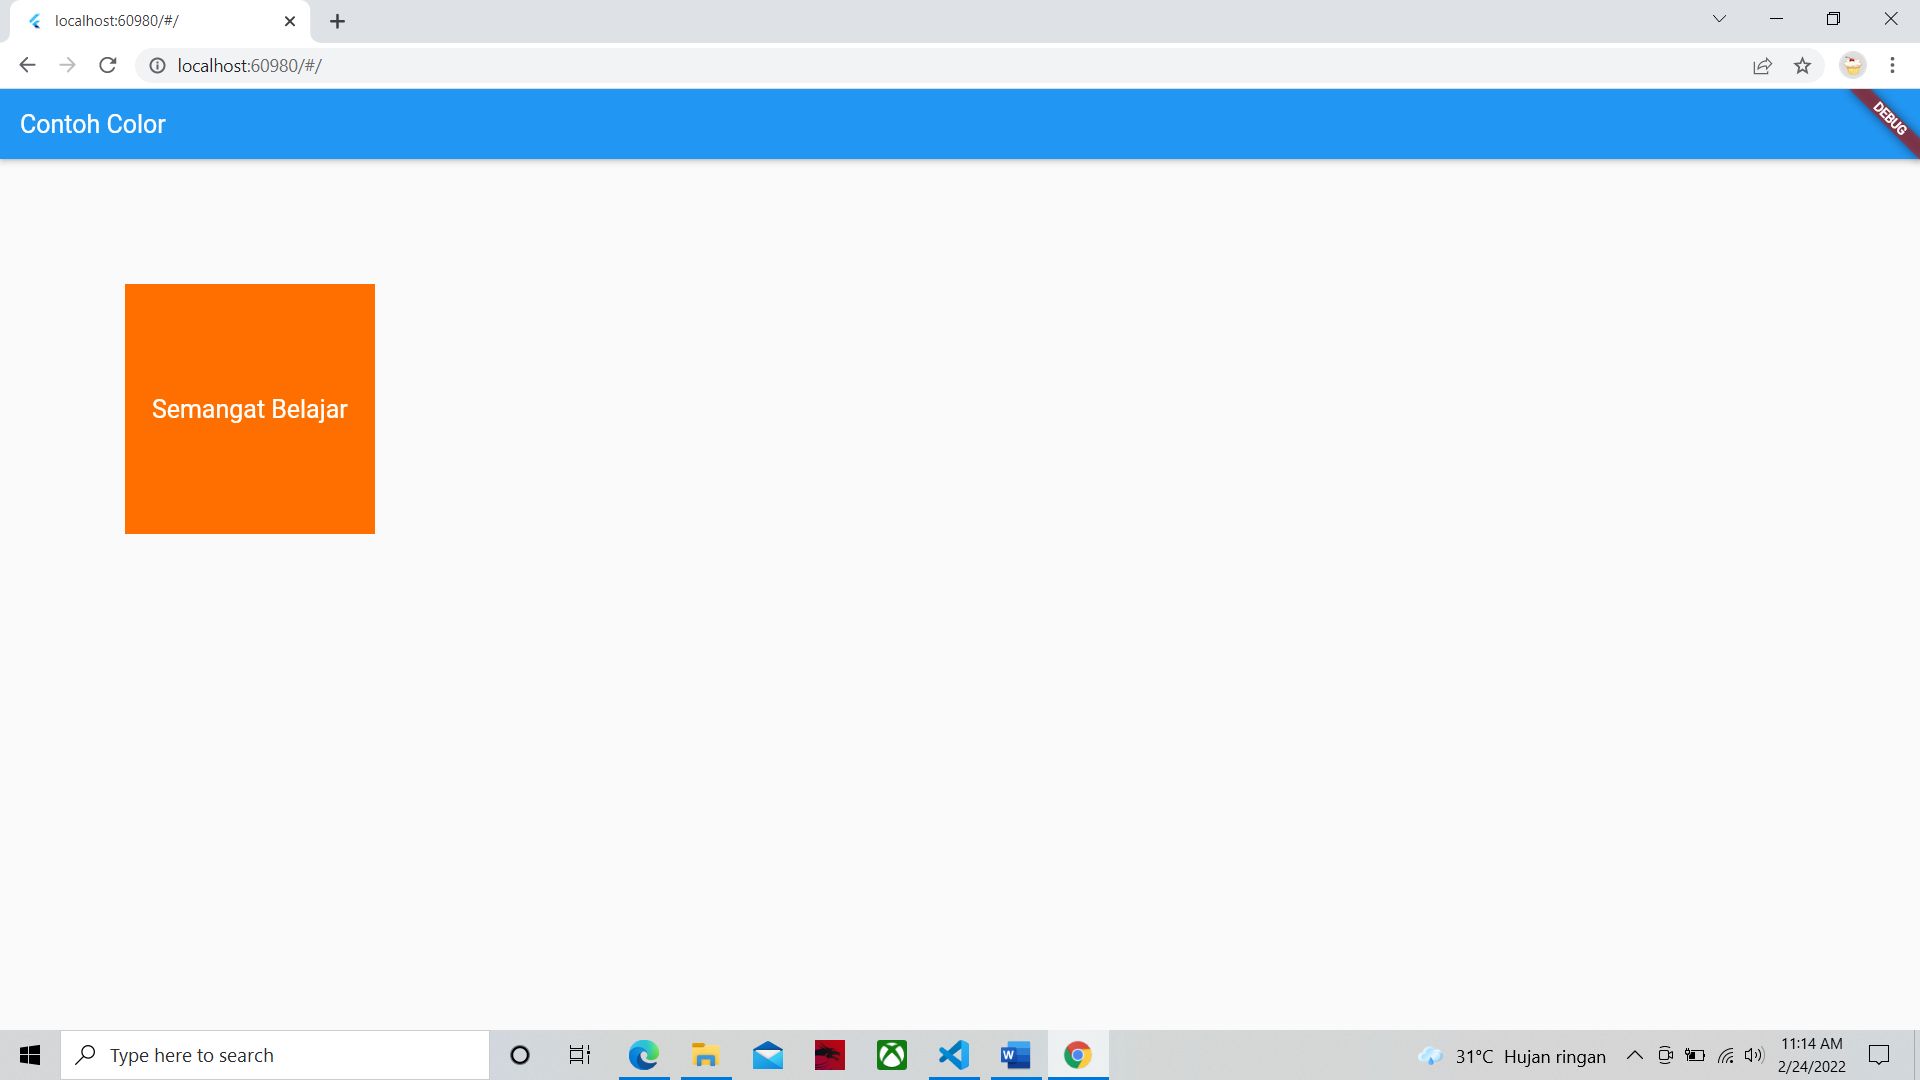 localhost:60980/#/
localhost:60980/#/
Contoh Color
DEBUG
Semangat Belajar
Type here to search
31°C Hujan ringan
11:14 AM
2/24/2022